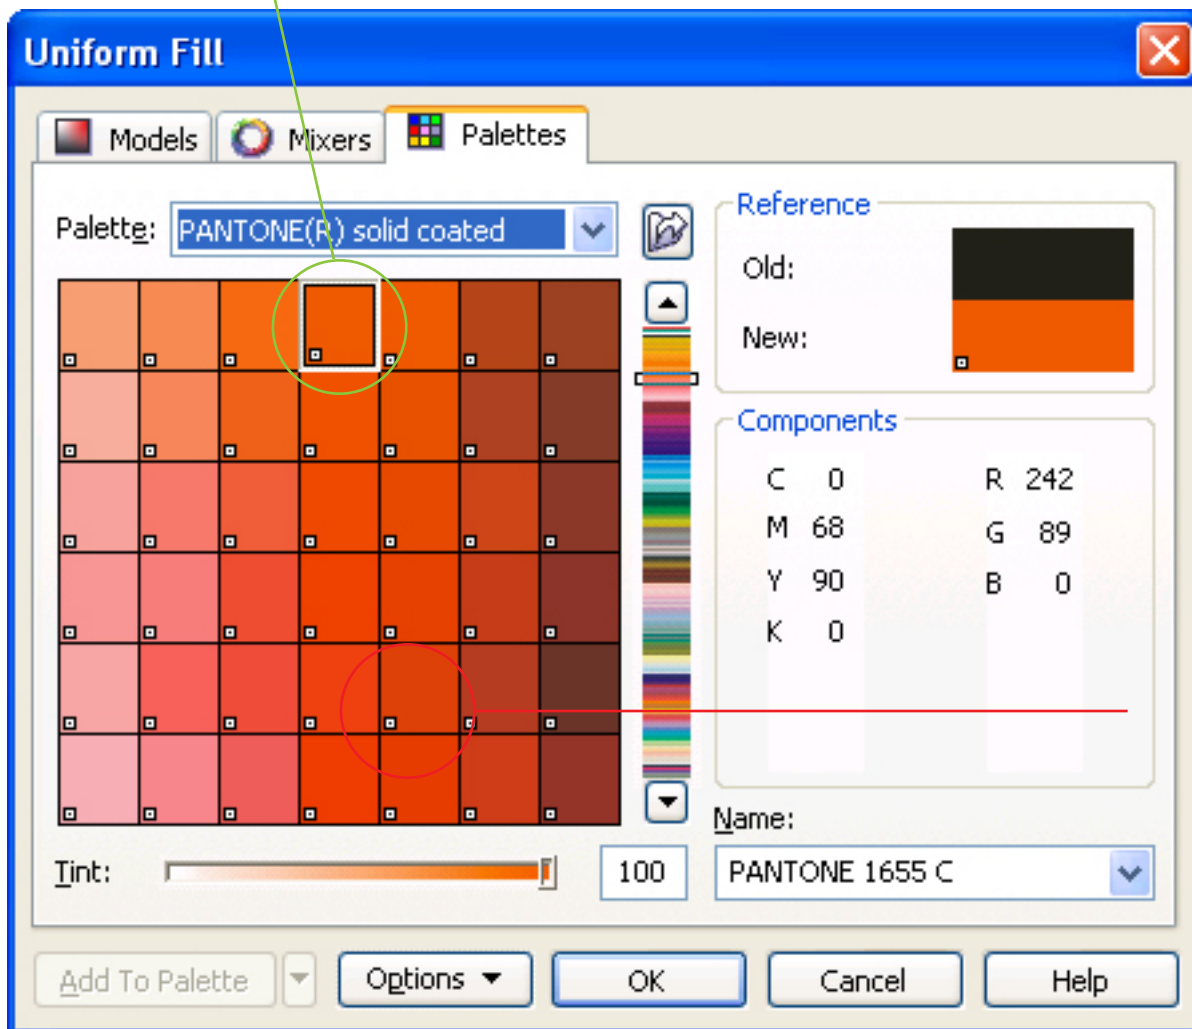 Uniform Fill
Models Mixers Palettes
Palette: PANTONE(R) solid coated
Reference
Old:
New:
Components
C 0 R 242
M 68 G 89
Y 90 B 0
K 0
Name:
Tint: 100 PANTONE 1655 C
Add To Palette Options OK Cancel Help